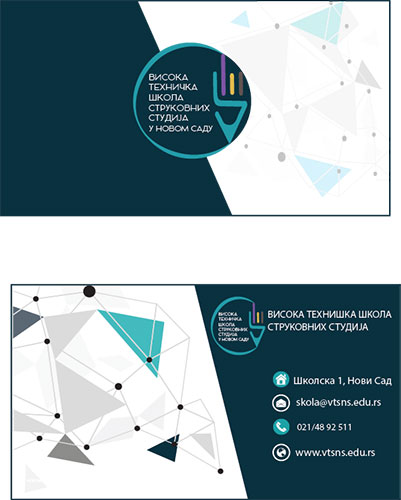 ВИСОКА
ТЕХНИЧКА
ШКОЛА
СТРУКОВНИХ
СТУДИЈА
У НОВОМ САДУ
ВИСОКА
ТЕХНИЧКА
ШКОЛА
СТРУКОВНИХ
СТУДИЈА
У НОВОМ САДУ
ВИСОКА ТЕХНИШКА ШКОЛА
СТРУКОВНИХ СТУДИЈА
Школска 1, Нови Сад
skola@vtsns.edu.rs
021/48 92 511
www.vtsns.edu.rs